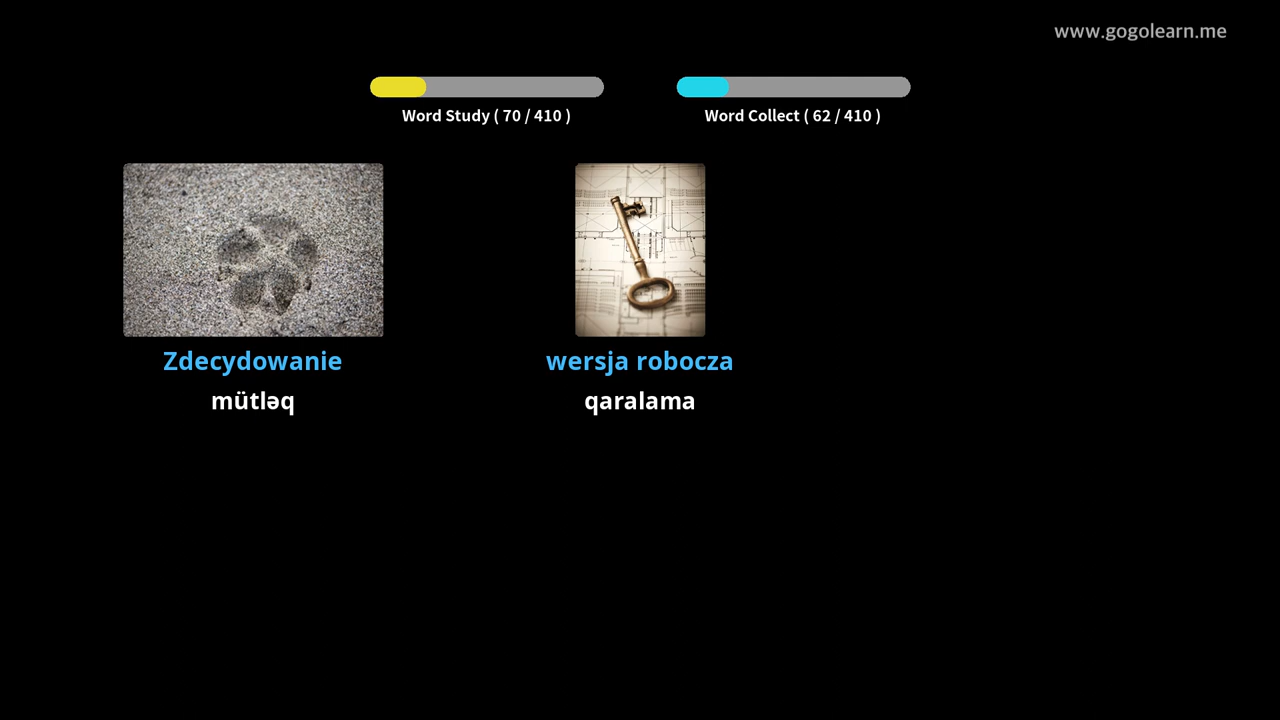 www.gogolearn.me
Word Study ( 70 / 410 )
Word Collect ( 62 / 410 )
Zdecydowanie
mütləq
wersja robocza
qaralama